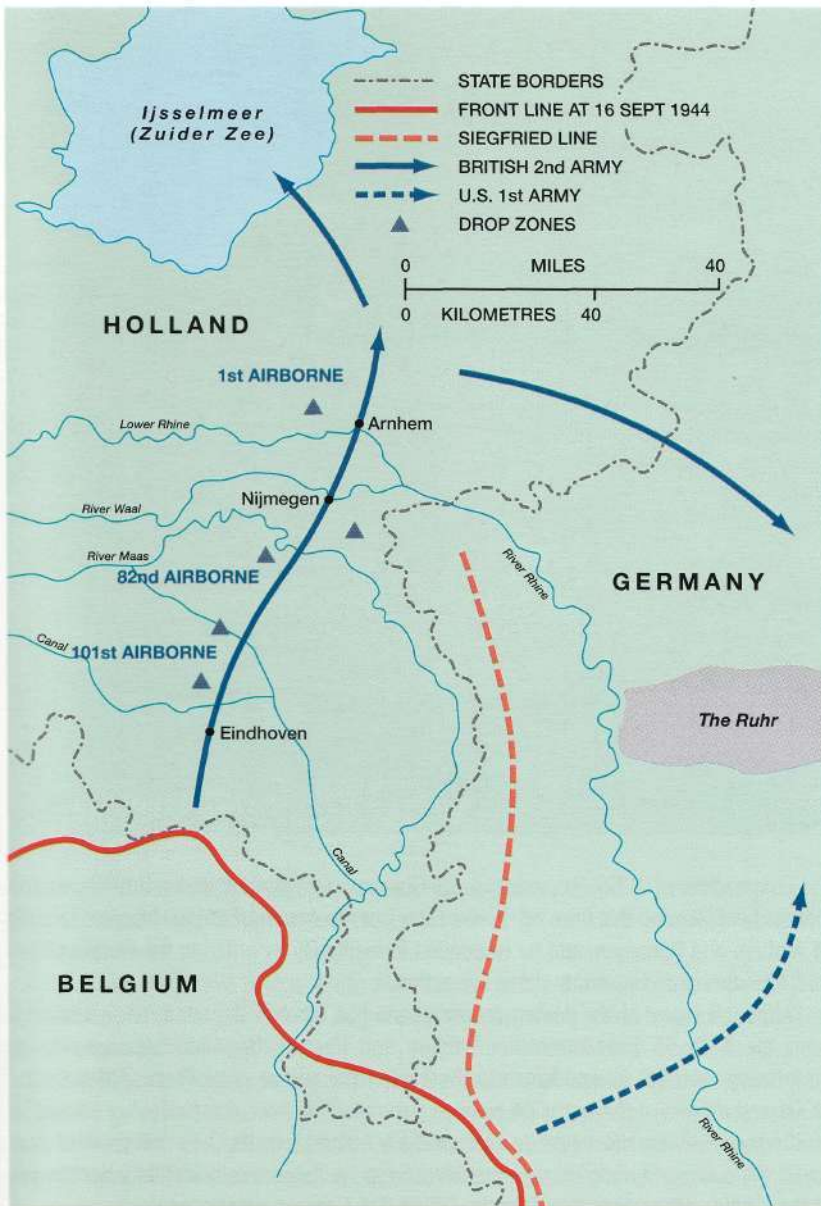 Ijsselmeer
(Zuider Zee)
STATE BORDERS
FRONT LINE AT 16 SEPT 1944
SIEGFRIED LINE
BRITISH 2nd ARMY
U.S. 1st ARMY
DROP ZONES
0 MILES 40
0 KILOMETRES 40
HOLLAND
1st AIRBORNE
Lower Rhine
Arnhem
Nijmegen
River Waal
River Maas
82nd AIRBORNE
River Rhine
GERMANY
Canal
101st AIRBORNE
The Ruhr
Eindhoven
Canal
BELGIUM
River Rhine